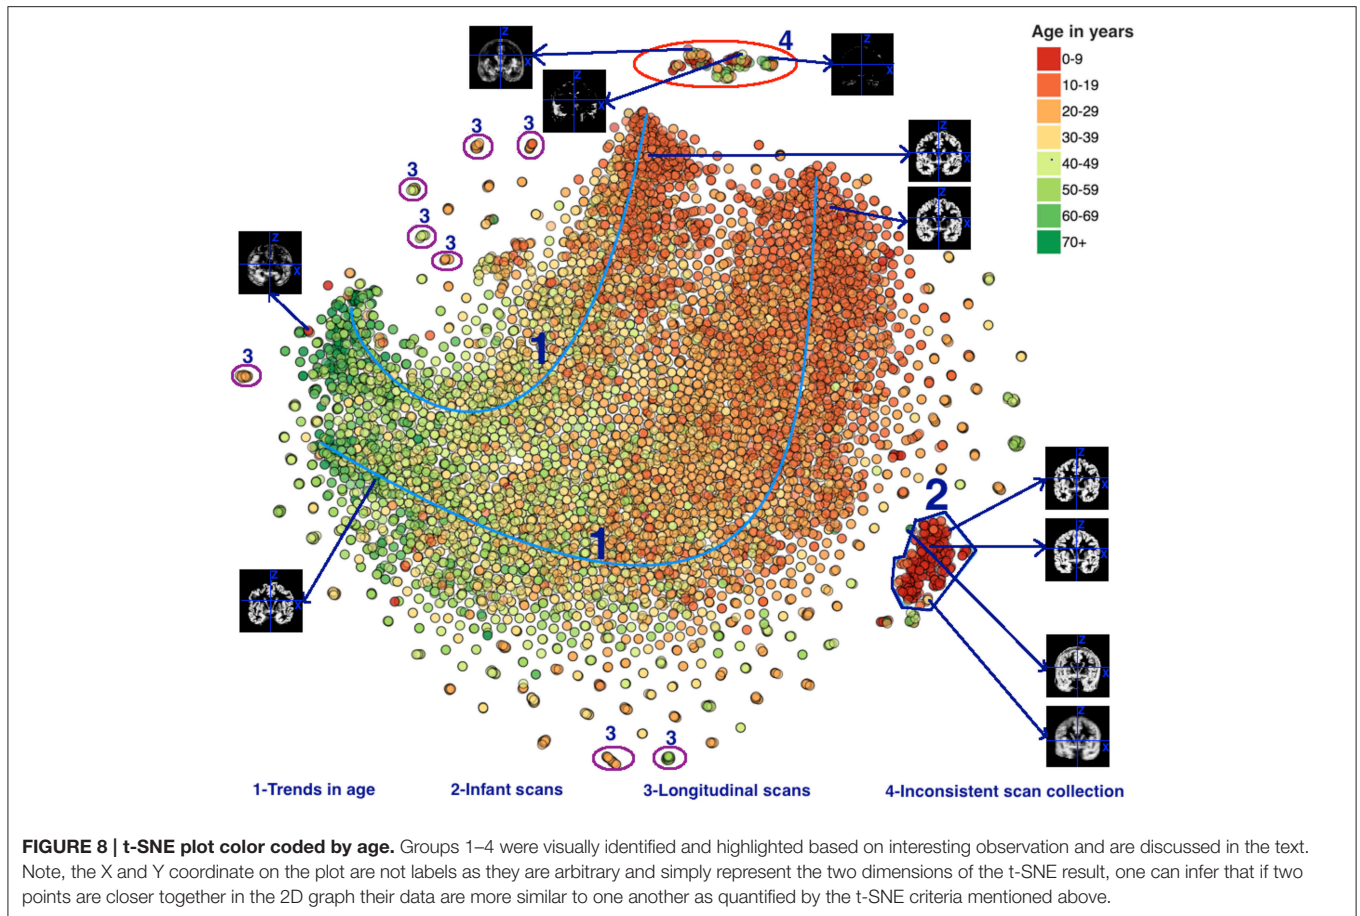 Age in years
0-9
10-19
20-29
30-39
40-49
50-59
60-69
70+
4
Z
X
Z
X
Z
X
Z
X
Z
X
3
3
3
3
3
Z
X
3
1
1
2
Z
X
Z
X
Z
X
Z
X
Z
X
3
3
1-Trends in age 2-Infant scans 3-Longitudinal scans 4-Inconsistent scan collection
FIGURE 8 | t-SNE plot color coded by age. Groups 1–4 were visually identified and highlighted based on interesting observation and are discussed in the text.
Note, the X and Y coordinate on the plot are not labels as they are arbitrary and simply represent the two dimensions of the t-SNE result, one can infer that if two
points are closer together in the 2D graph their data are more similar to one another as quantified by the t-SNE criteria mentioned above.